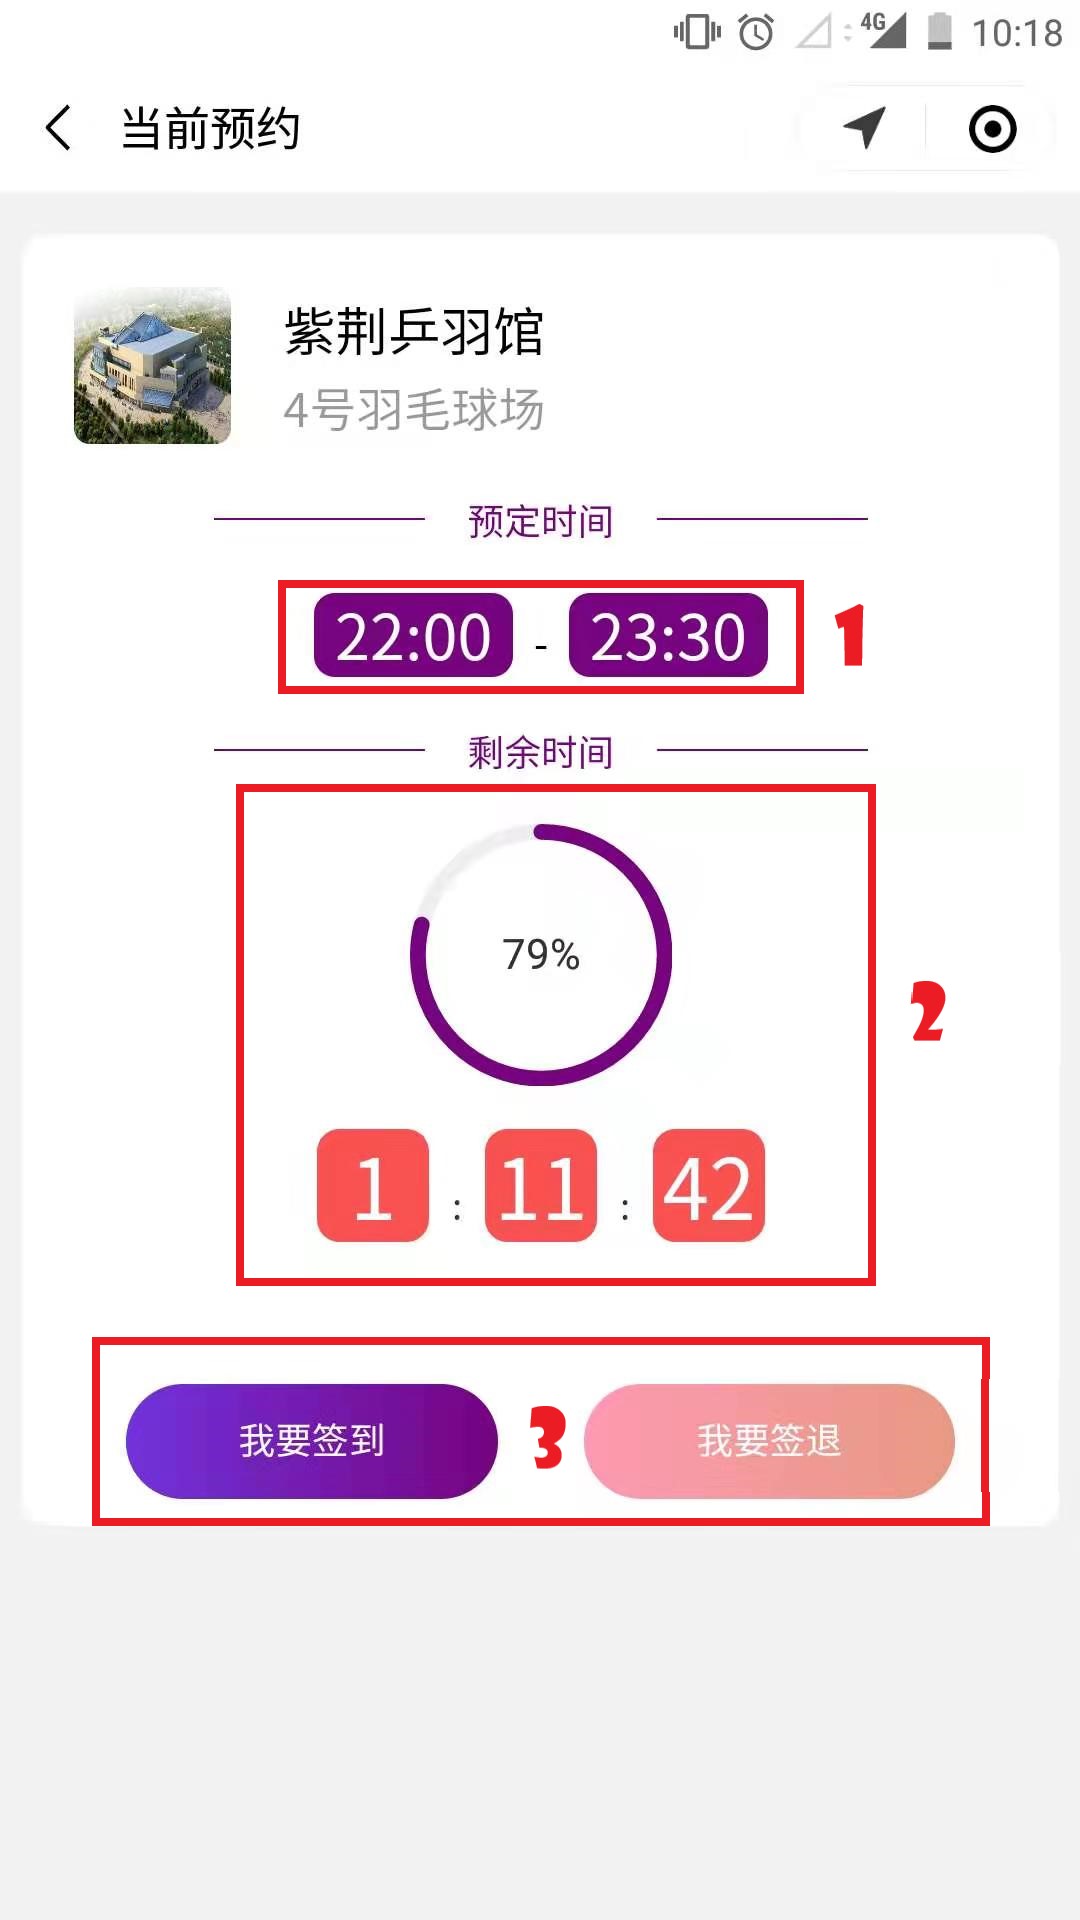 4G 10:18
当前预约
紫荆乒羽馆
4号羽毛球场
预定时间
22:00 - 23:30 1
剩余时间
79%
2
1 : 11 : 42
我要签到 3 我要签退